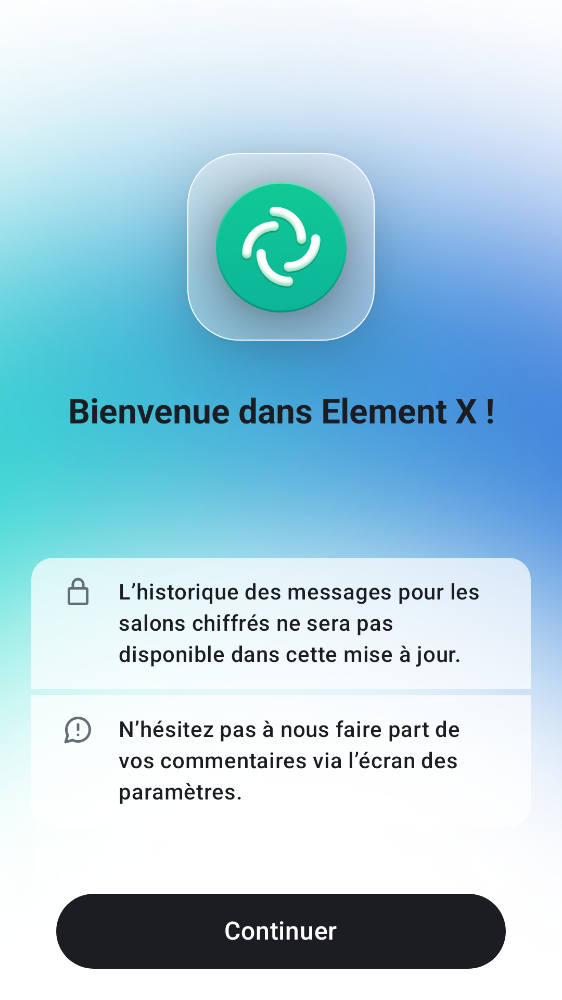 Bienvenue dans Element X !
L’historique des messages pour les
salons chiffrés ne sera pas
disponible dans cette mise à jour.
N’hésitez pas à nous faire part de
vos commentaires via l’écran des
paramètres.
Continuer